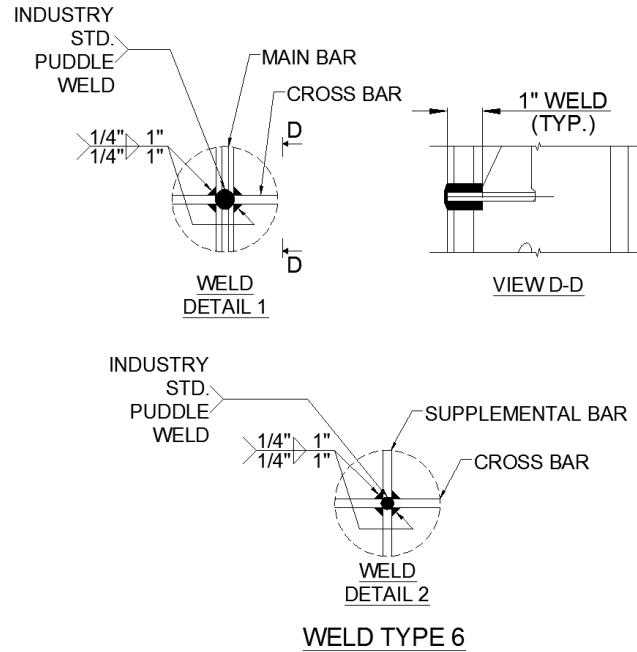 INDUSTRY
STD.
PUDDLE
WELD
MAIN BAR
CROSS BAR
1/4" 1"
1/4" 1"
D
D
WELD
DETAIL 1
1" WELD
(TYP.)
VIEW D-D
INDUSTRY
STD.
PUDDLE
WELD
SUPPLEMENTAL BAR
CROSS BAR
1/4" 1"
1/4" 1"
WELD
DETAIL 2
WELD TYPE 6